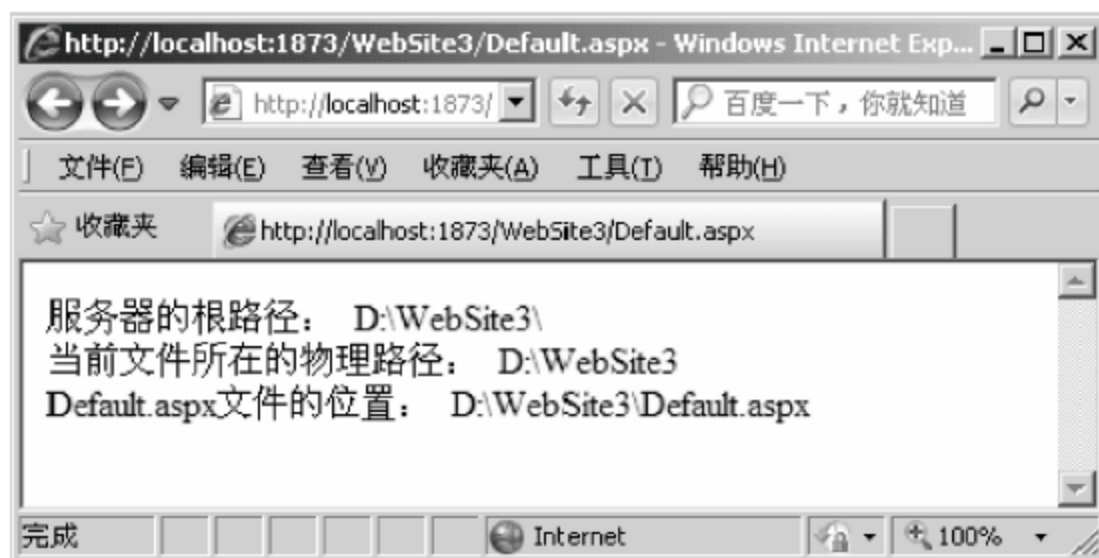 http://localhost:1873/WebSite3/Default.aspx - Windows Internet Exp...
http://localhost:1873/
百度一下，你就知道
文件(F) 编辑(E) 查看(V) 收藏夹(A) 工具(T) 帮助(H)
收藏夹
http://localhost:1873/WebSite3/Default.aspx
服务器的根路径： D:\WebSite3\
当前文件所在的物理路径： D:\WebSite3
Default.aspx文件的位置： D:\WebSite3\Default.aspx
完成
Internet
100%